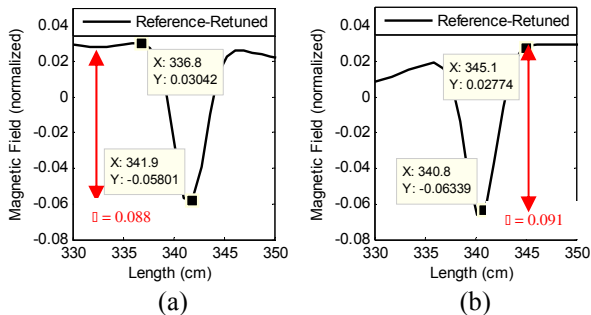 Reference-Retuned
Magnetic Field (normalized)
0.04
0.02
0
-0.02
-0.04
-0.06
-0.08
X: 336.8
Y: 0.03042
X: 341.9
Y: -0.05801
▯ = 0.088
330 335 340 345 350
Length (cm)
(a)
Reference-Retuned
Magnetic Field (normalized)
0.04
0.02
0
-0.02
-0.04
0.06
0.08
X: 345.1
Y: 0.02774
X: 340.8
Y: -0.06339
▯ = 0.091
330 335 340 345 350
Length (cm)
(b)